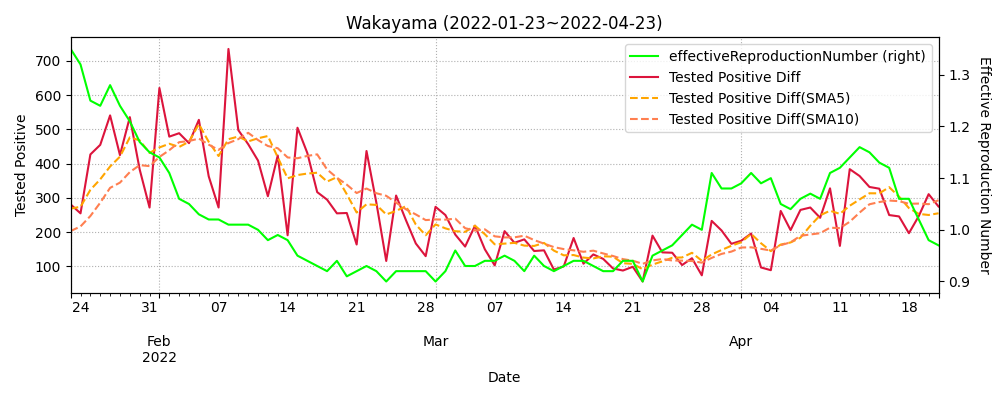 Wakayama (2022-01-23~2022-04-23)
effectiveReproductionNumber (right)
Tested Positive Diff
Tested Positive Diff(SMA5)
Tested Positive Diff(SMA10)
Tested Positive
700
600
500
400
300
200
100
1.3
1.2
1.1
1.0
0.9
Effective Reproduction Number
24 31 07 14 21 28 07 14 21 28 04 11 18
Feb Mar Apr
2022
Date